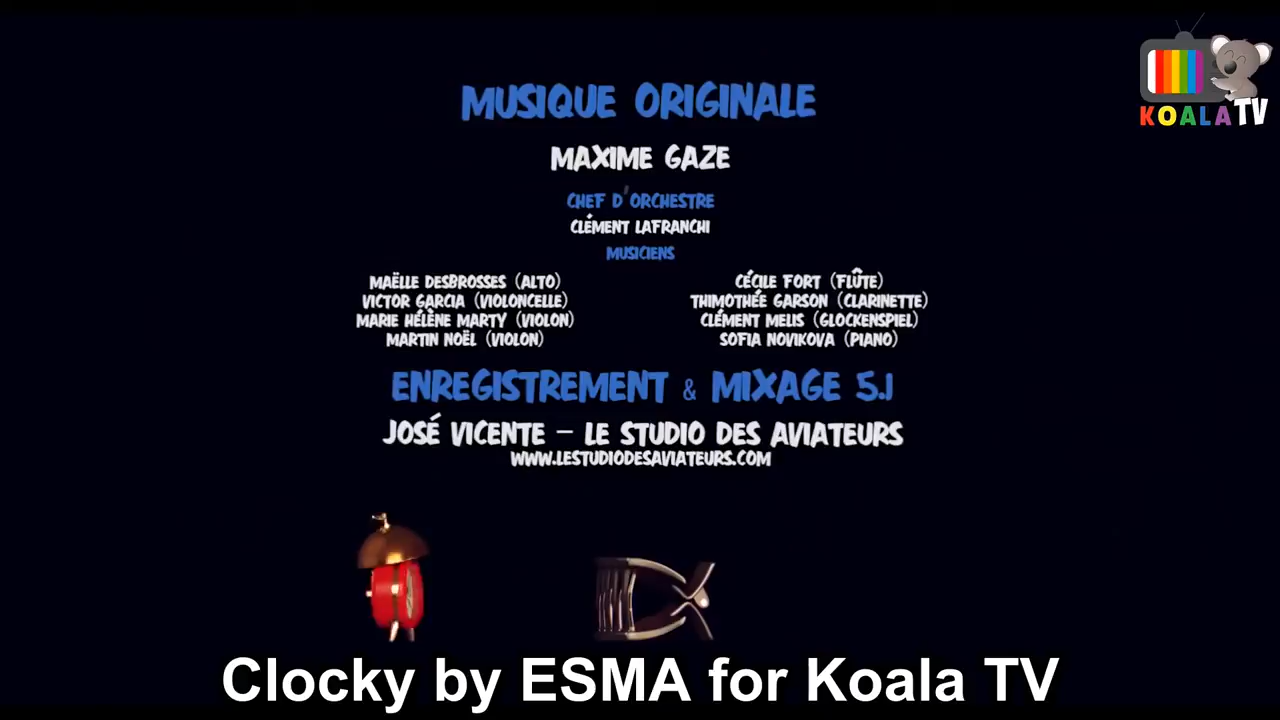 KOALATV
MUSIQUE ORIGINALE
MAXIME GAZE
CHEF D'ORCHESTRE
CLÉMENT LAFRANCHI
MUSICIENS
MAËLLE DESBROSSES (ALTO)
VICTOR GARCIA (VIOLONCELLE)
MARIE HÉLÈNE MARTY (VIOLON)
MARTIN NOËL (VIOLON)
CÉCILE FORT (FLÛTE)
THIMOTHÉE GARSON (CLARINETTE)
CLÉMENT MELIS (GLOCKENSPIEL)
SOFIA NOVIKOVA (PIANO)
ENREGISTREMENT & MIXAGE 5.1
JOSÉ VICENTE – LE STUDIO DES AVIATEURS
WWW.LESTUDIODESAVIATEURS.COM
Clocky by ESMA for Koala TV